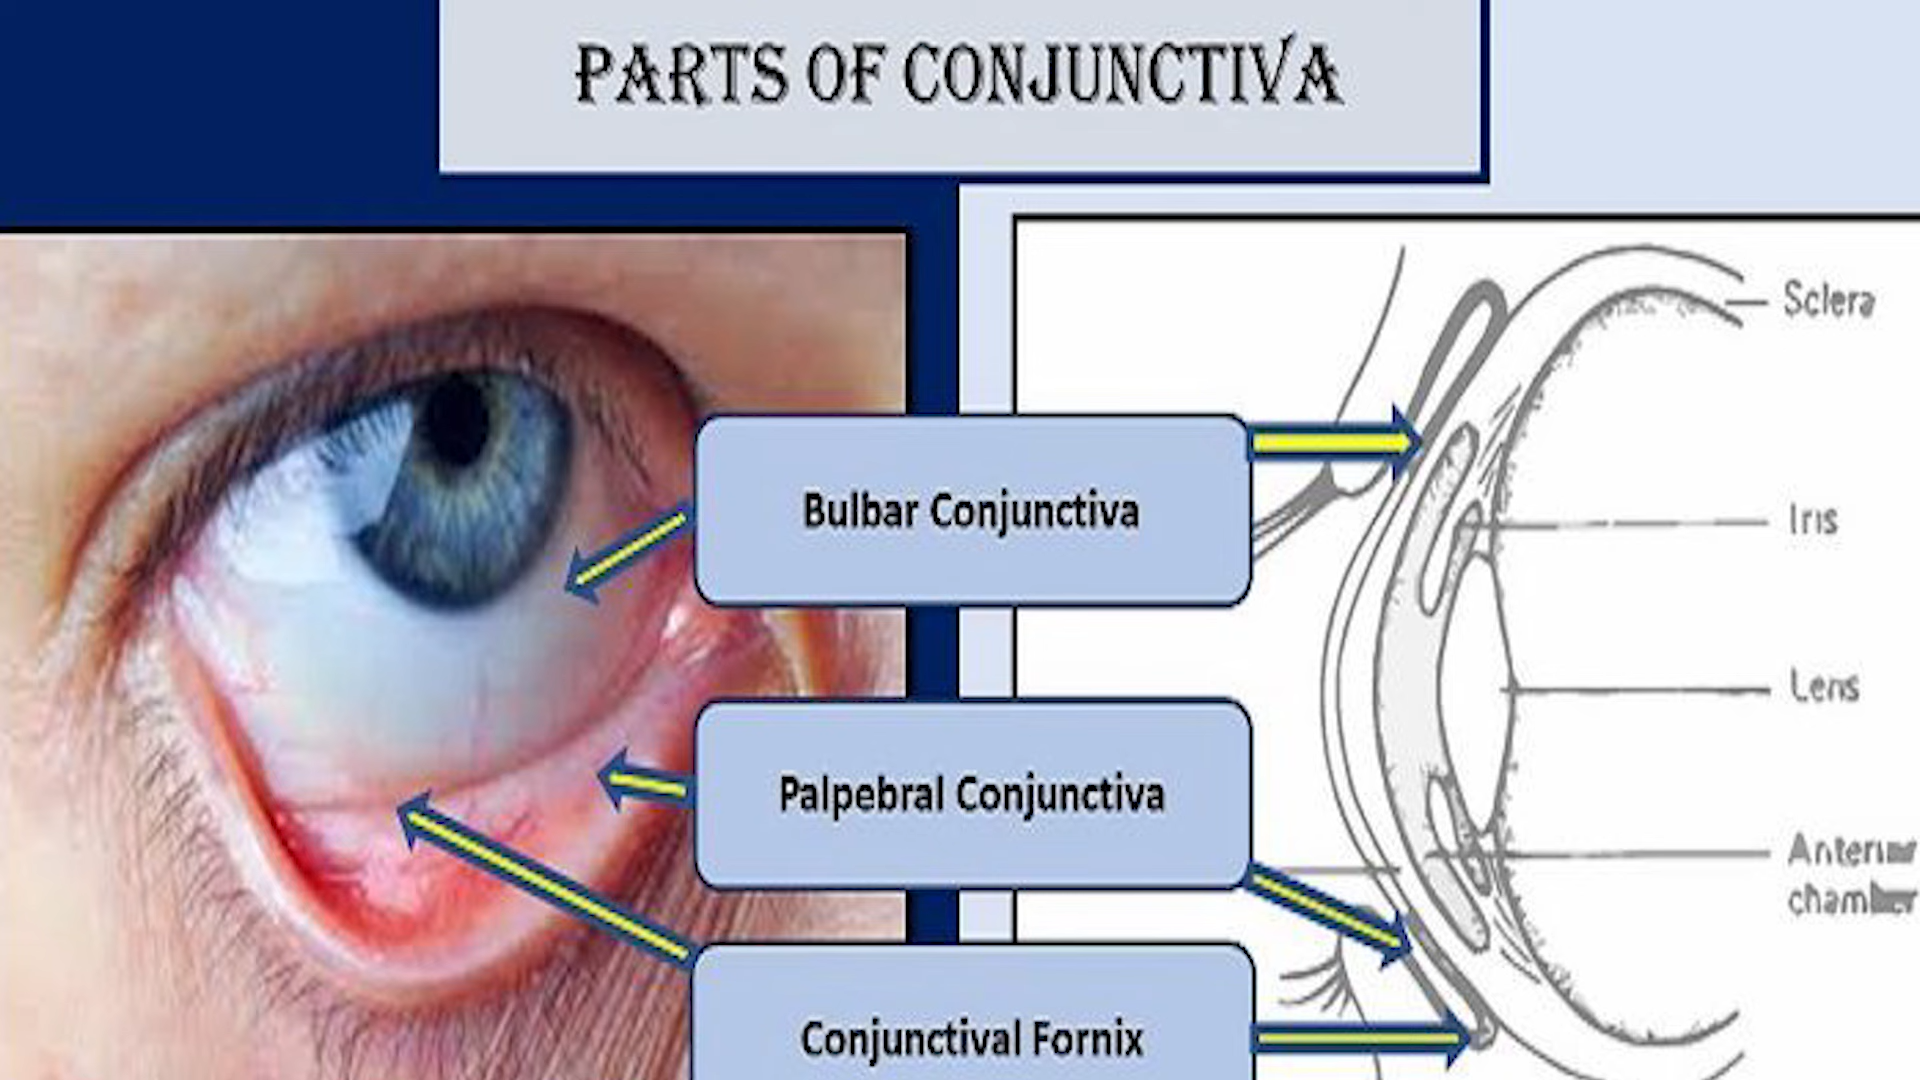 PARTS OF CONJUNCTIVA
Sclera
Bulbar Conjunctiva
Iris
Lens
Palpebral Conjunctiva
Anterior
chamber
Conjunctival Fornix